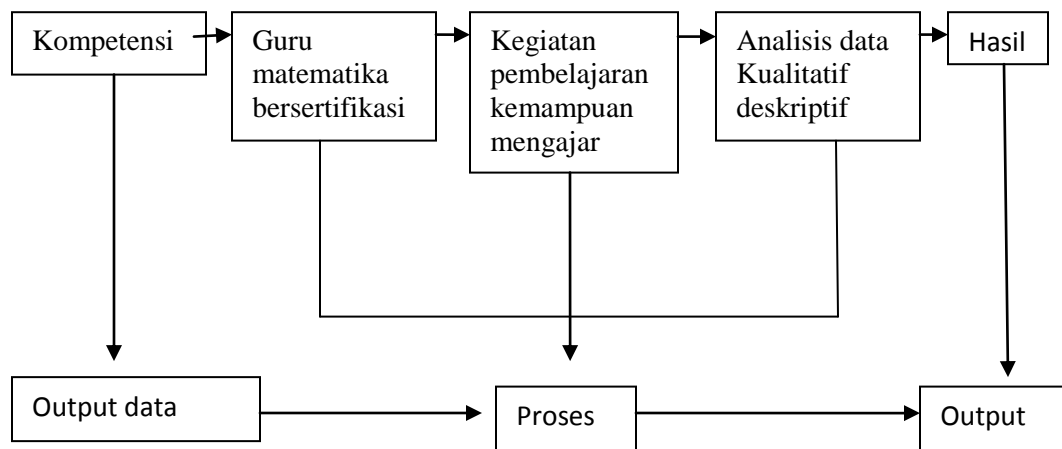 Kompetensi
Guru
matematika
bersertifikasi
Kegiatan
pembelajaran
kemampuan
mengajar
Analisis data
Kualitatif
deskriptif
Hasil
Output data
Proses
Output